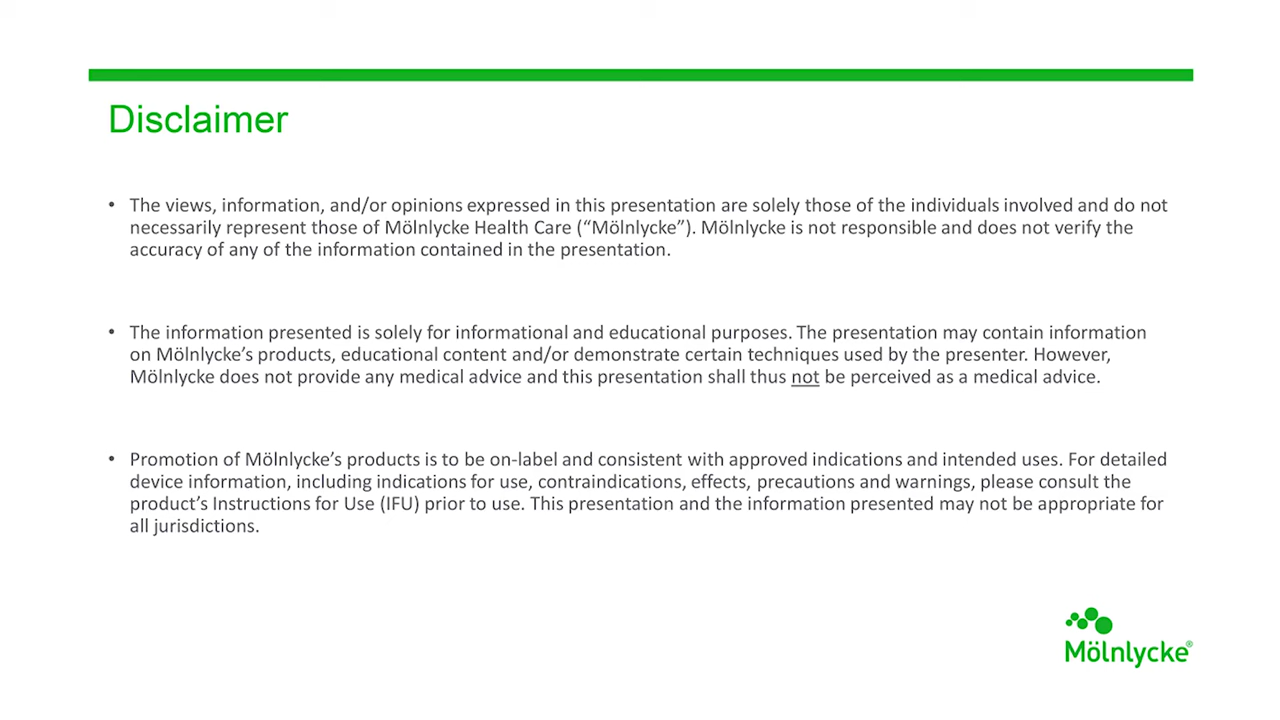 Disclaimer
• The views, information, and/or opinions expressed in this presentation are solely those of the individuals involved and do not
necessarily represent those of Mölnlycke Health Care (“Mölnlycke”). Mölnlycke is not responsible and does not verify the
accuracy of any of the information contained in the presentation.
• The information presented is solely for informational and educational purposes. The presentation may contain information
on Mölnlycke’s products, educational content and/or demonstrate certain techniques used by the presenter. However,
Mölnlycke does not provide any medical advice and this presentation shall thus not be perceived as a medical advice.
• Promotion of Mölnlycke’s products is to be on-label and consistent with approved indications and intended uses. For detailed
device information, including indications for use, contraindications, effects, precautions and warnings, please consult the
product’s Instructions for Use (IFU) prior to use. This presentation and the information presented may not be appropriate for
all jurisdictions.
Mölnlycke®